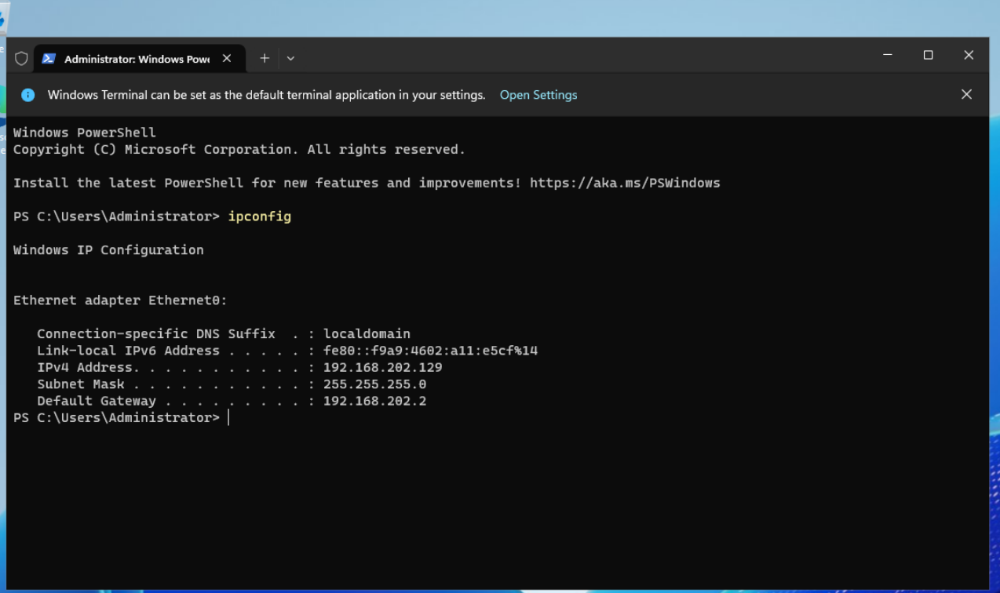 Administrator: Windows Powe
Windows Terminal can be set as the default terminal application in your settings. Open Settings
Windows PowerShell
Copyright (C) Microsoft Corporation. All rights reserved.
Install the latest PowerShell for new features and improvements! https://aka.ms/PSWindows
PS C:\Users\Administrator> ipconfig
Windows IP Configuration
Ethernet adapter Ethernet0:
Connection-specific DNS Suffix  . : localdomain
Link-local IPv6 Address . . . . . : fe80::f9a9:4602:a11:e5cf%14
IPv4 Address. . . . . . . . . . . : 192.168.202.129
Subnet Mask . . . . . . . . . . . : 255.255.255.0
Default Gateway . . . . . . . . . : 192.168.202.2
PS C:\Users\Administrator>